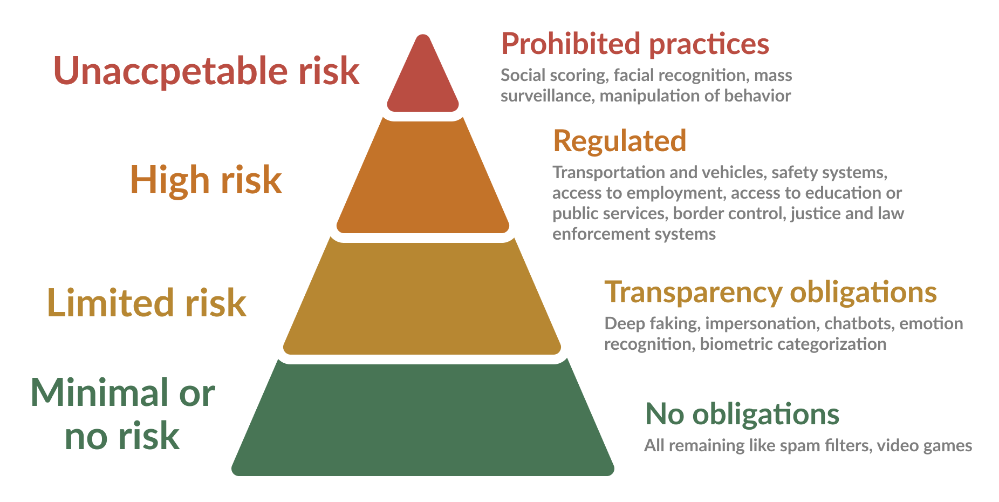 Unaccpetable risk
Prohibited practices
Social scoring, facial recognition, mass
surveillance, manipulation of behavior
High risk
Regulated
Transportation and vehicles, safety systems,
access to employment, access to education or
public services, border control, justice and law
enforcement systems
Limited risk
Transparency obligations
Deep faking, impersonation, chatbots, emotion
recognition, biometric categorization
Minimal or
no risk
No obligations
All remaining like spam filters, video games